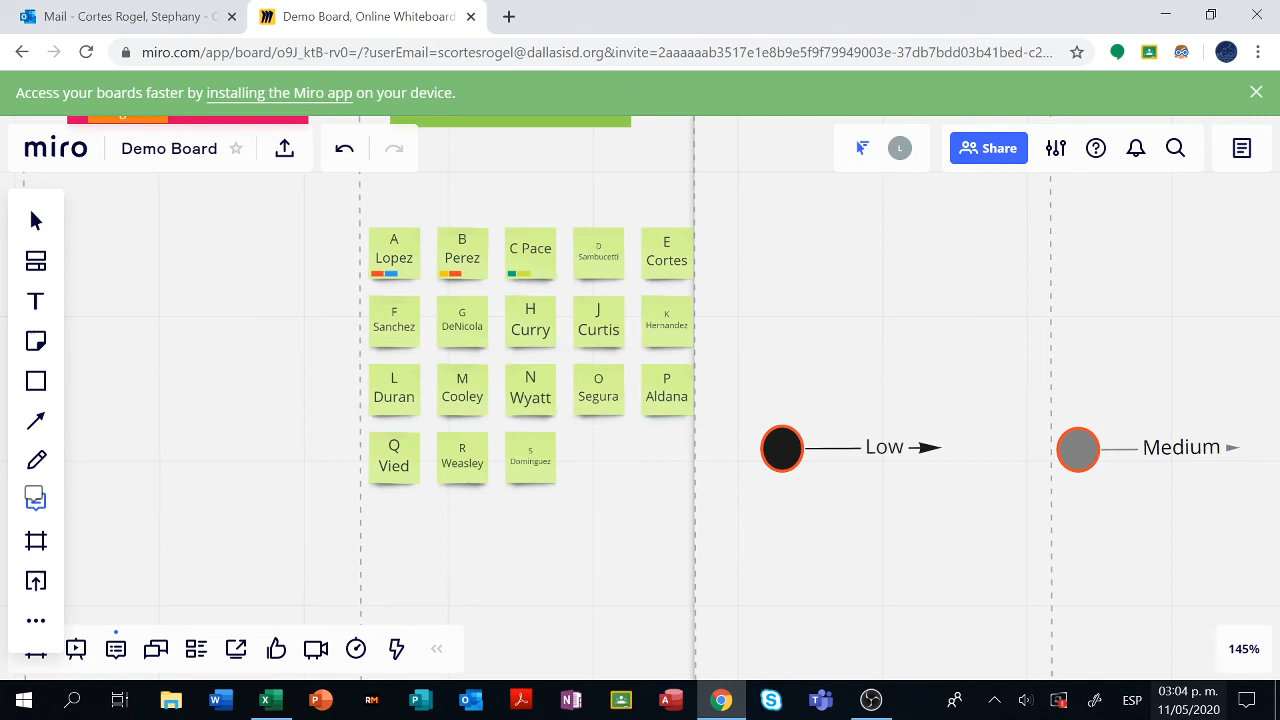 Mail - Cortes Rogel, Stephany - C
Demo Board, Online Whiteboard
miro.com/app/board/o9J_ktB-rv0=/?userEmail=scortesrogel@dallasisd.org&invite=2aaaaaab3517e1e8b9e5f9f79949003e-37db7bdd03b41bed-c2...
Access your boards faster by installing the Miro app on your device.
miro
Demo Board
L
Share
A
Lopez
B
Perez
C Pace
D
Sambucetti
E
Cortes
F
Sanchez
G
DeNicola
H
Curry
J
Curtis
K
Hernandez
L
Duran
M
Cooley
N
Wyatt
O
Segura
P
Aldana
Q
Vied
R
Weasley
S
Dominguez
Low
Medium
145%
ESP
03:04 p. m.
11/05/2020